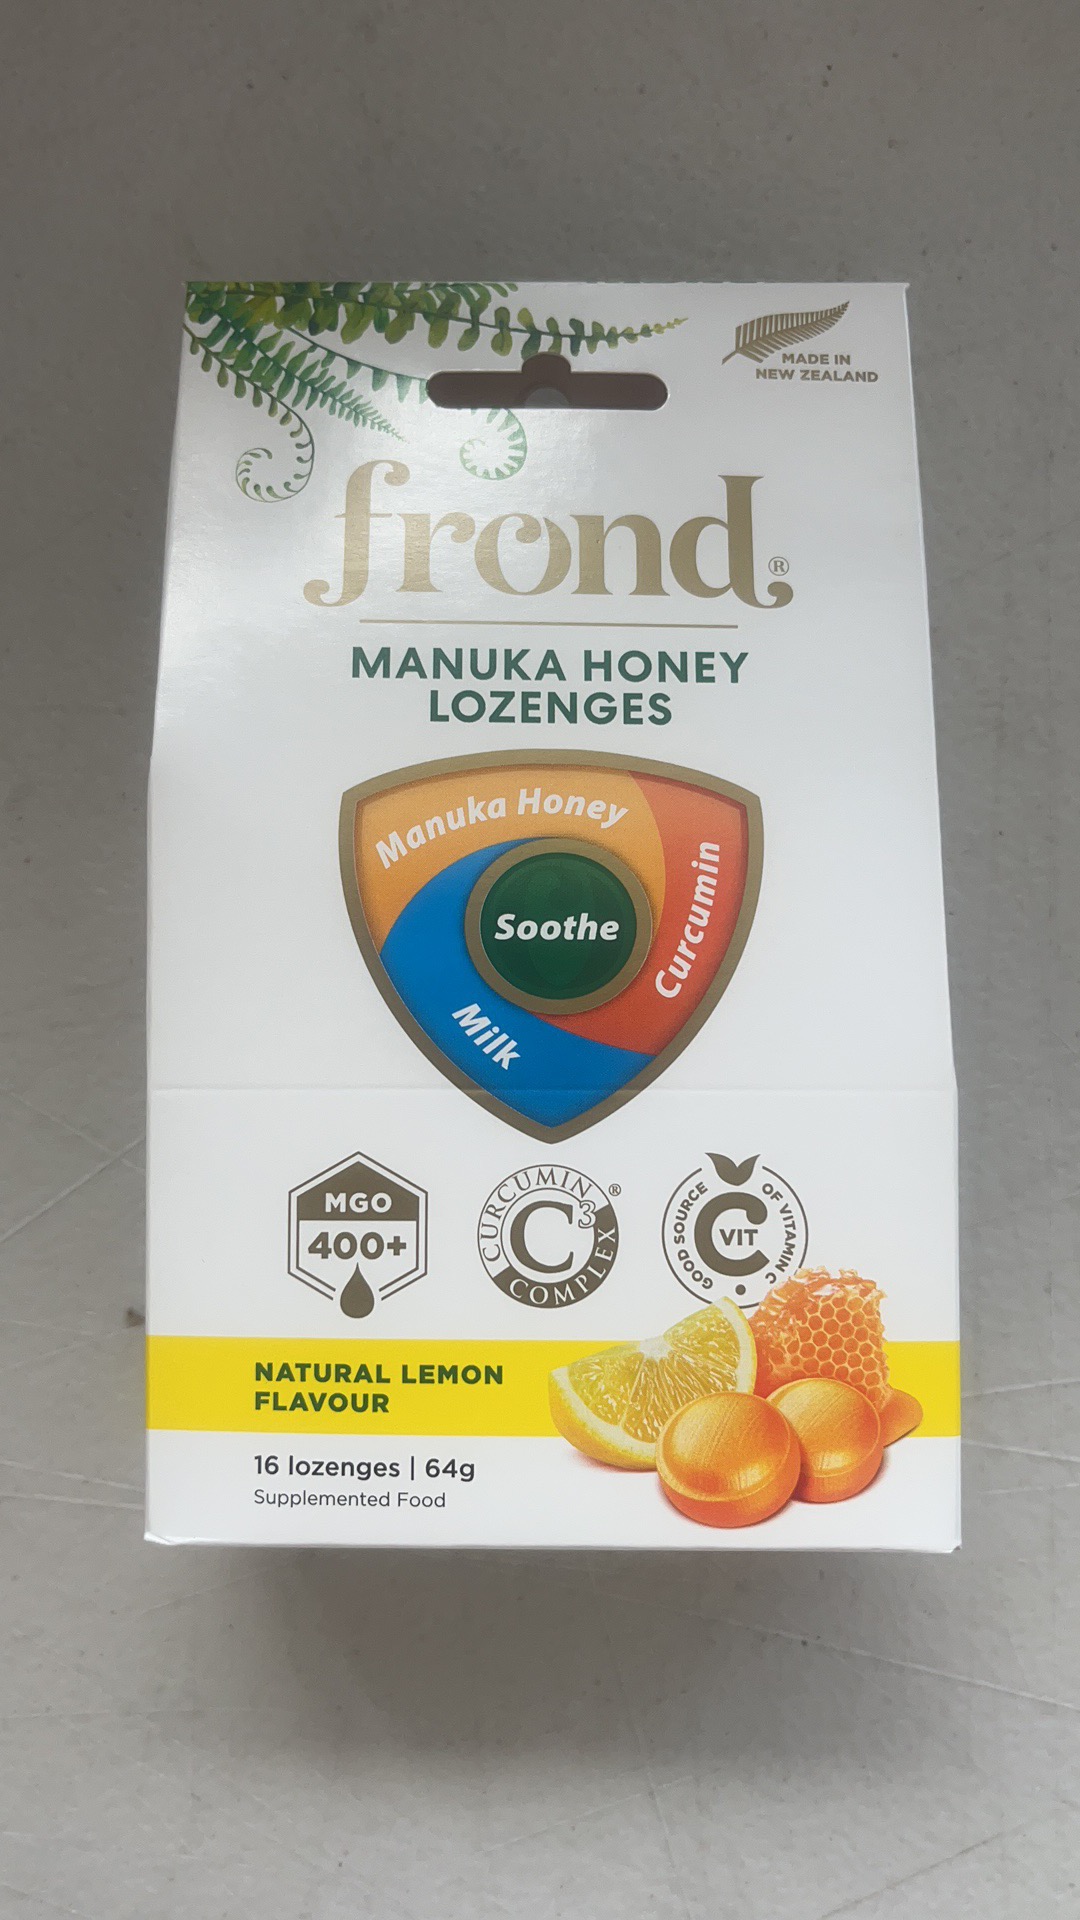 MADE IN
NEW ZEALAND
frond®
MANUKA HONEY
LOZENGES
Manuka Honey
Curcumin
Soothe
Milk
MGO
400+
CURCUMIN
C3
COMPLEX
®
GOOD SOURCE
OF VITAMIN C
VIT
C
NATURAL LEMON
FLAVOUR
16 lozenges | 64g
Supplemented Food